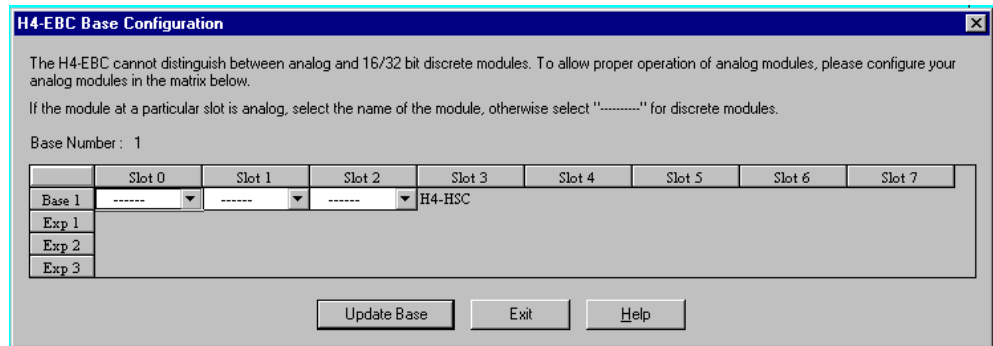 H4-EBC Base Configuration
The H4-EBC cannot distinguish between analog and 16/32 bit discrete modules. To allow proper operation of analog modules, please configure your
analog modules in the matrix below.
If the module at a particular slot is analog, select the name of the module, otherwise select "----------" for discrete modules.
Base Number : 1
Slot 0 Slot 1 Slot 2 Slot 3 Slot 4 Slot 5 Slot 6 Slot 7
Base 1 ------ ------ ------ H4-HSC
Exp 1
Exp 2
Exp 3
Update Base Exit Help